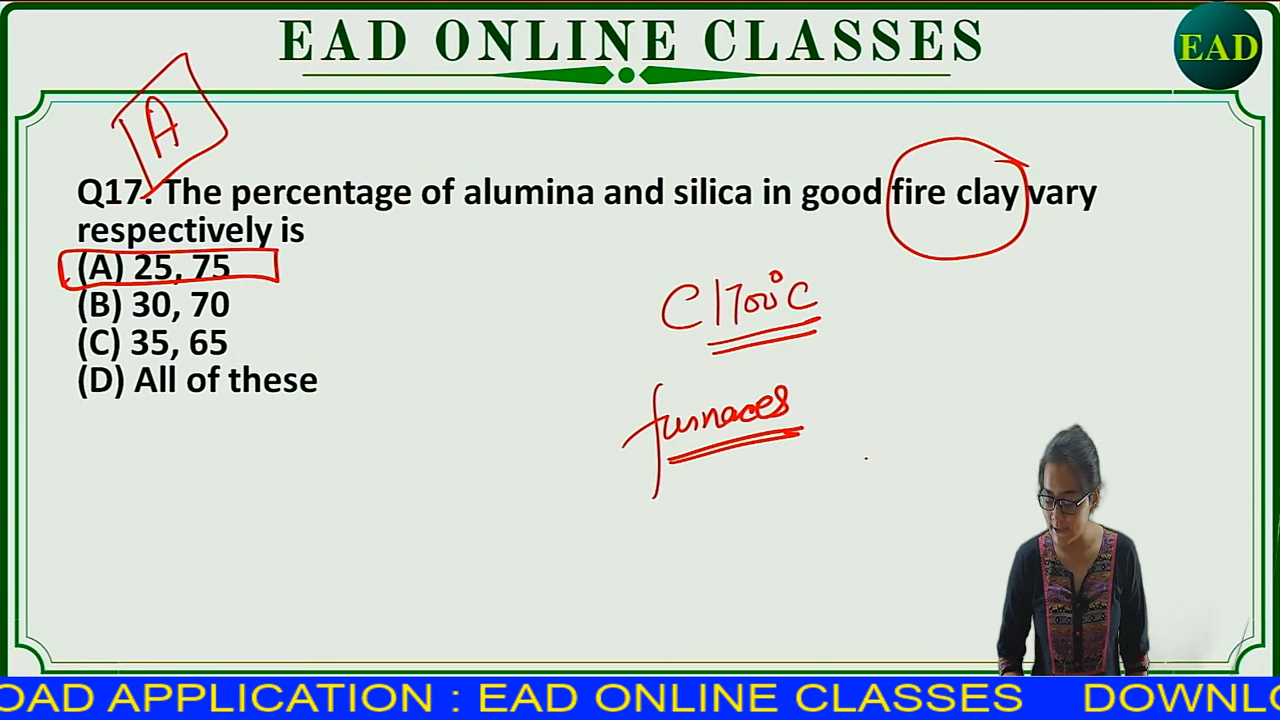 EAD ONLINE CLASSES
EAD
A
Q17. The percentage of alumina and silica in good fire clay vary
respectively is
(A) 25, 75
(B) 30, 70
(C) 35, 65
(D) All of these
C1700°C
furnaces
OAD APPLICATION : EAD ONLINE CLASSES DOWNLO